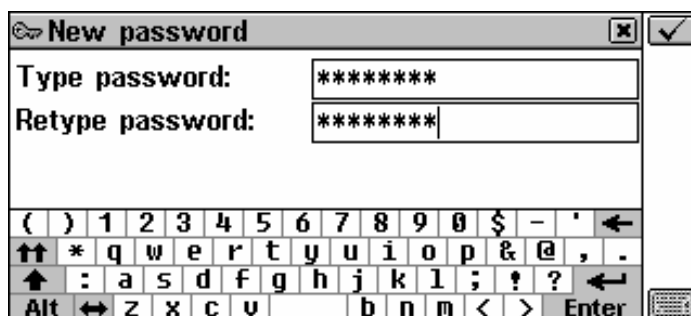 New password
Type password: ********
Retype password: ********
( ) 1 2 3 4 5 6 7 8 9 0 $ - '
* q w e r t y u i o p & @ , .
: a s d f g h j k l ; ! ?
Alt z x c v b n m < > Enter